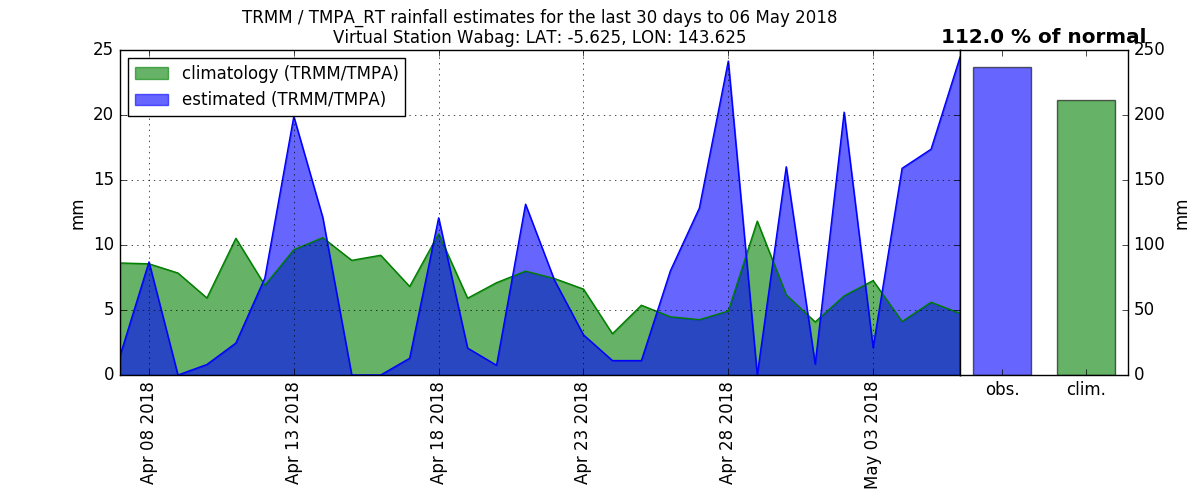 TRMM / TMPA_RT rainfall estimates for the last 30 days to 06 May 2018
Virtual Station Wabag: LAT: -5.625, LON: 143.625
112.0 % of normal
climatology (TRMM/TMPA)
estimated (TRMM/TMPA)
mm
25
20
15
10
5
0
Apr 08 2018
Apr 13 2018
Apr 18 2018
Apr 23 2018
Apr 28 2018
May 03 2018
obs.
clim.
250
200
150
100
50
0
mm